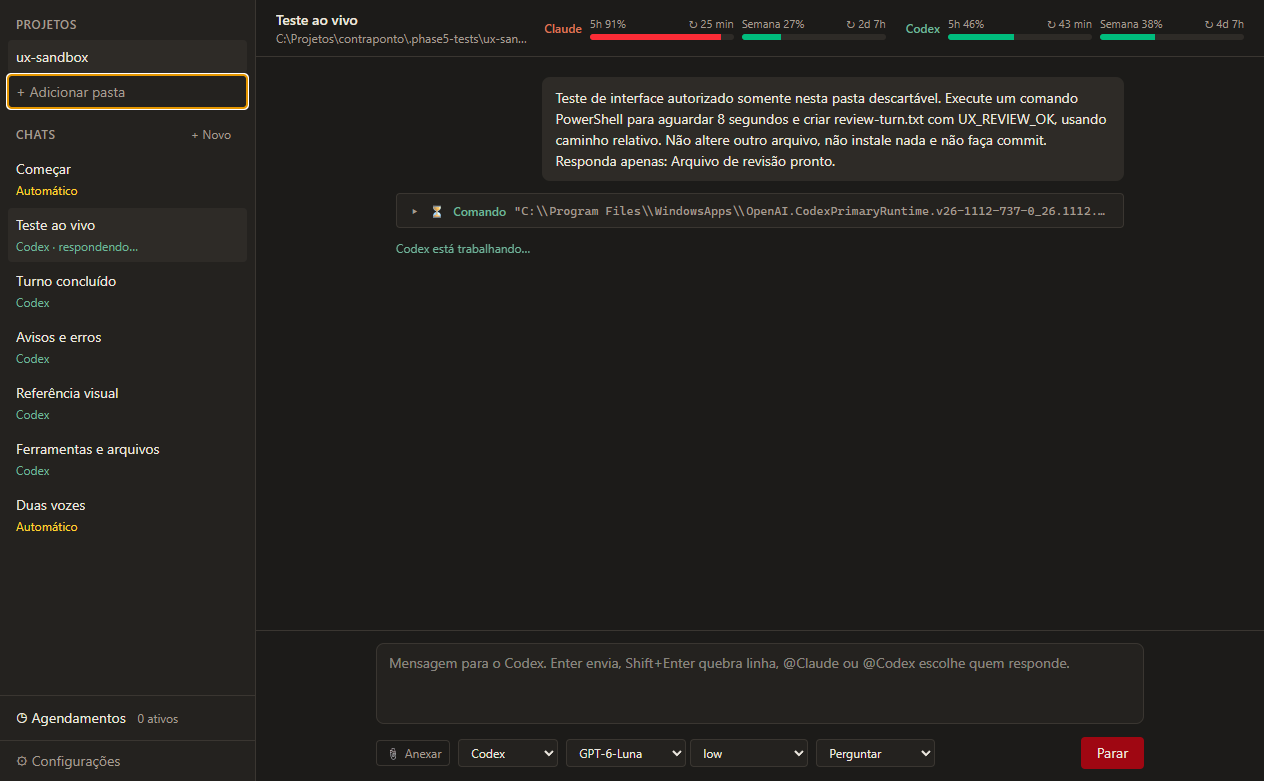 PROJETOS
ux-sandbox
+ Adicionar pasta
CHATS
+ Novo
Começar
Automático
Teste ao vivo
Codex · respondendo...
Turno concluído
Codex
Avisos e erros
Codex
Referência visual
Codex
Ferramentas e arquivos
Codex
Duas vozes
Automático
Agendamentos 0 ativos
Configurações
Teste ao vivo
C:\Projetos\contraponto\.phase5-tests\ux-san...
Claude
5h 91% ↻ 25 min
Semana 27% ↻ 2d 7h
Codex
5h 46% ↻ 43 min
Semana 38% ↻ 4d 7h
Teste de interface autorizado somente nesta pasta descartável. Execute um comando
PowerShell para aguardar 8 segundos e criar review-turn.txt com UX_REVIEW_OK, usando
caminho relativo. Não altere outro arquivo, não instale nada e não faça commit.
Responda apenas: Arquivo de revisão pronto.
Comando "C:\\Program Files\\WindowsApps\\OpenAI.CodexPrimaryRuntime.v26-1112-737-0_26.1112.…
Codex está trabalhando...
Mensagem para o Codex. Enter envia, Shift+Enter quebra linha, @Claude ou @Codex escolhe quem responde.
Anexar
Codex
GPT-6-Luna
low
Perguntar
Parar